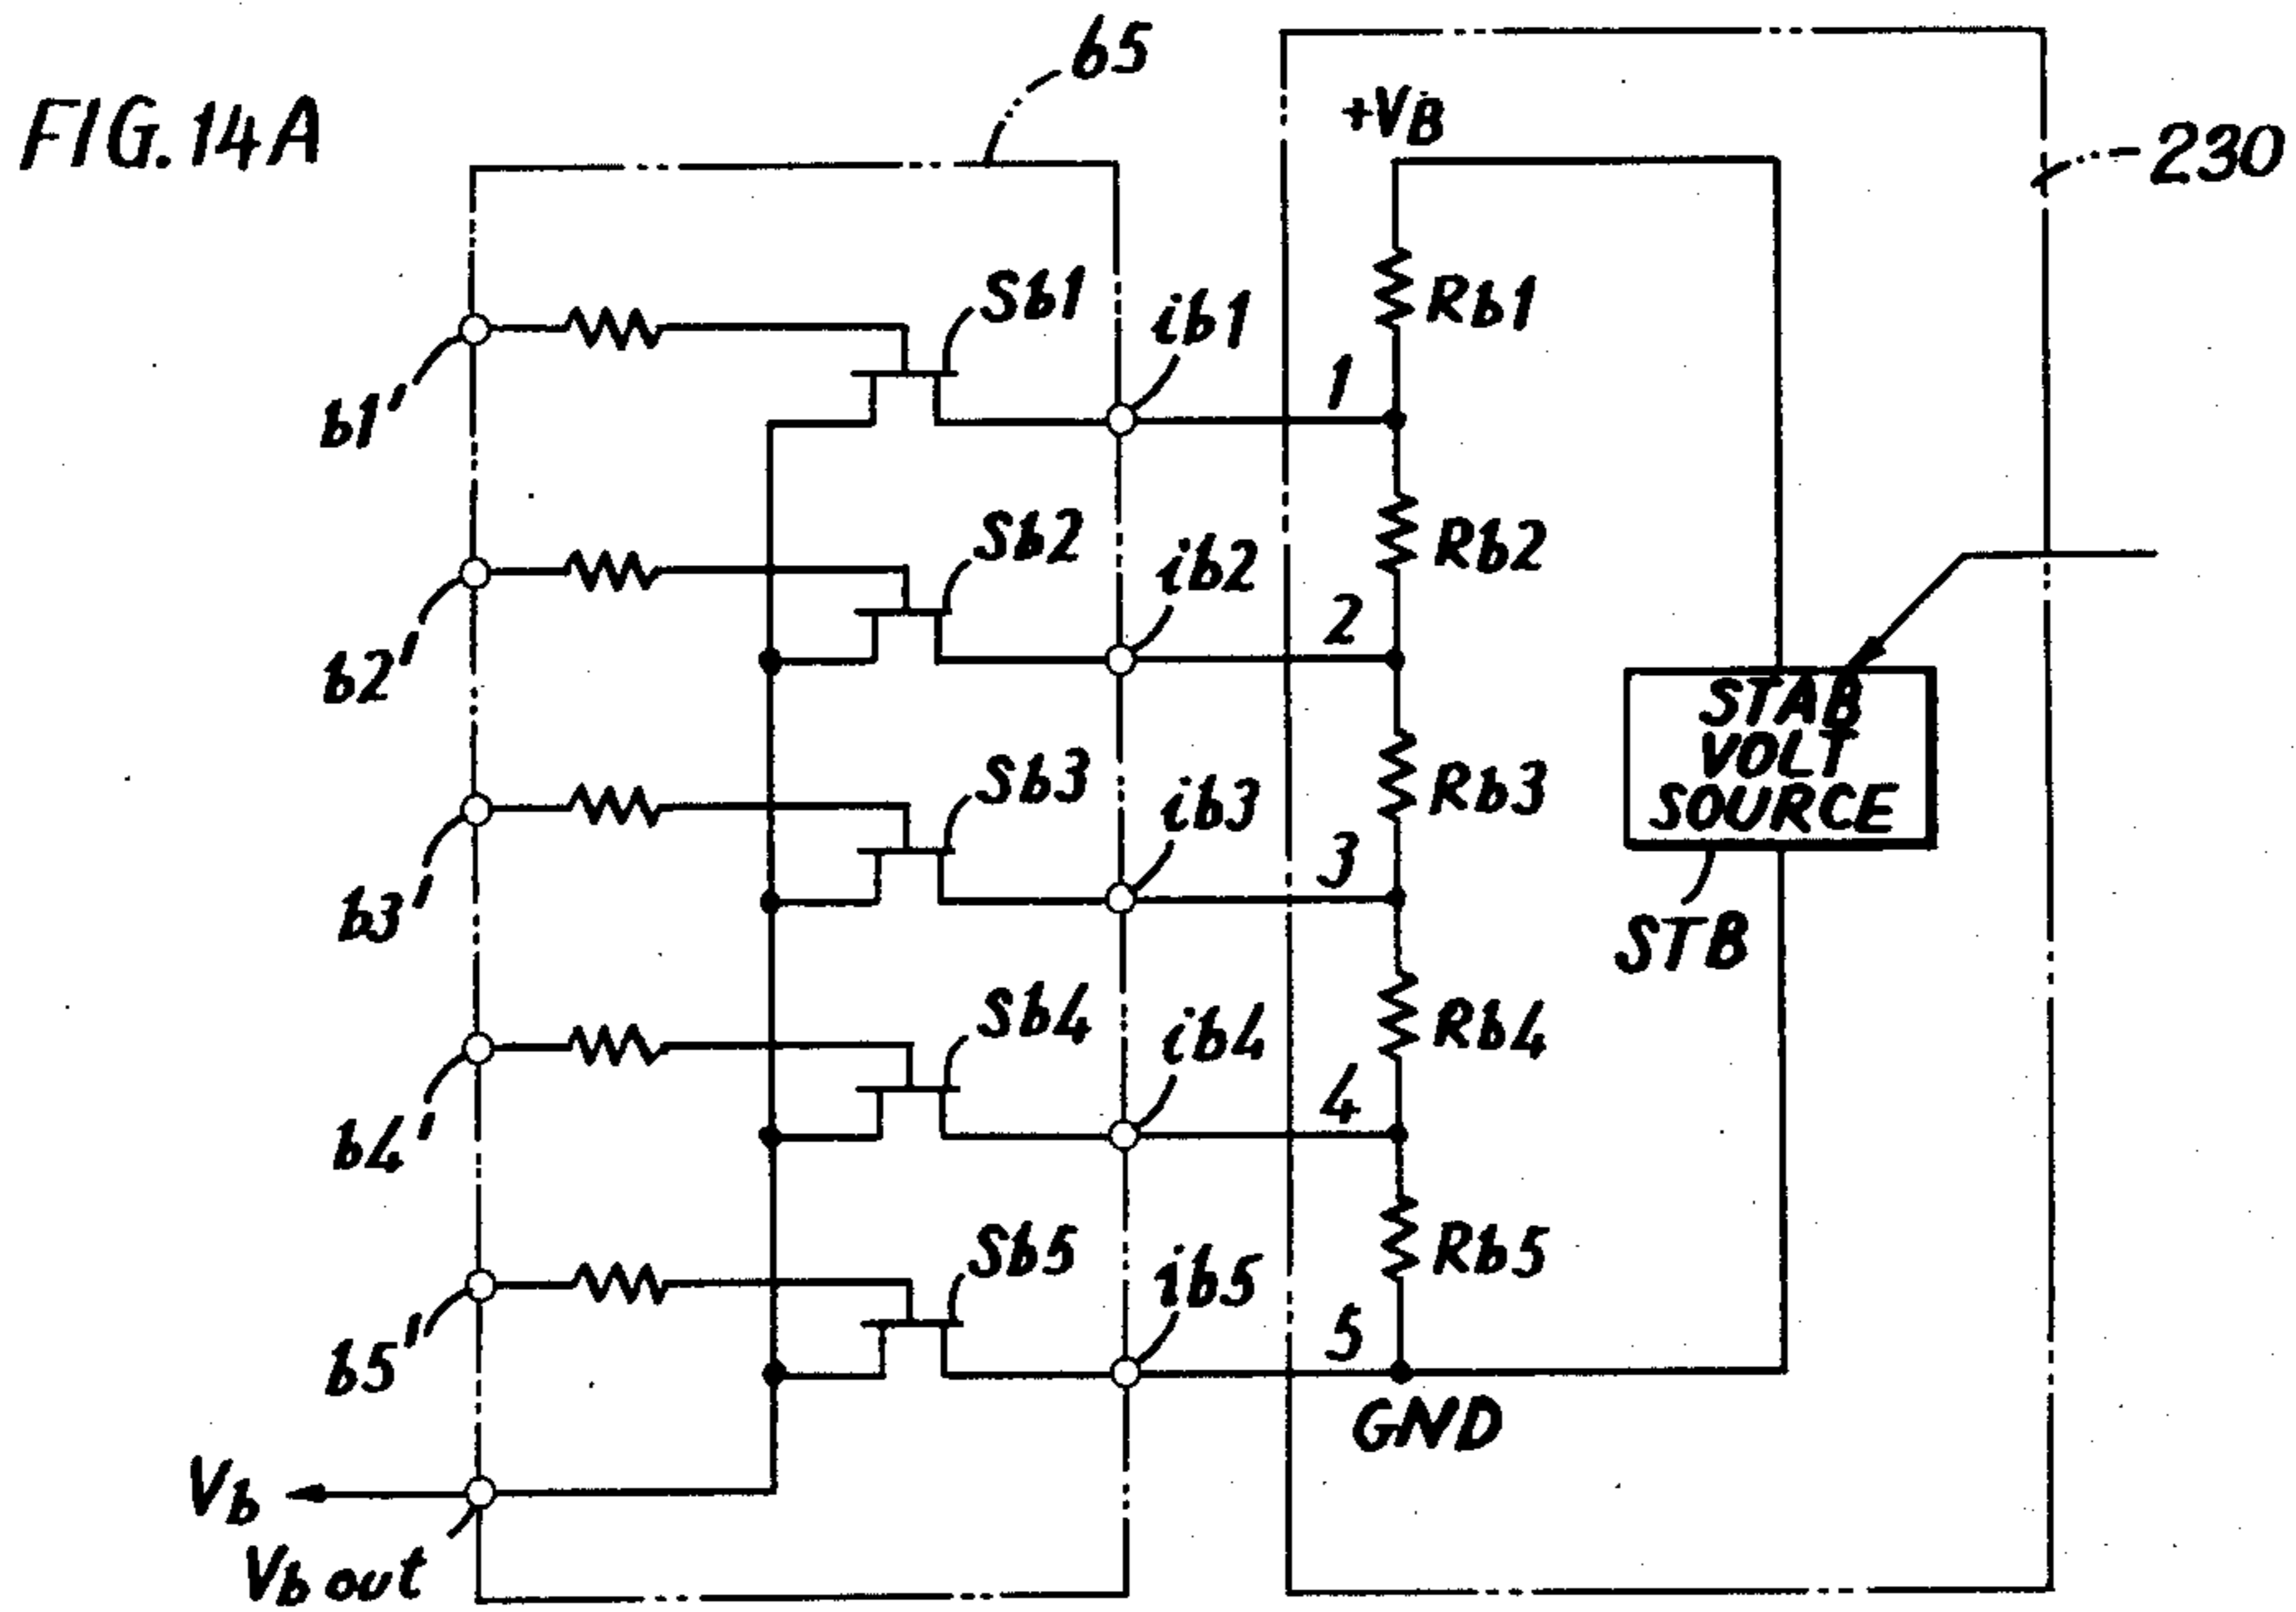 FIG. 14A
65
+VB
230
Sb1
ib1
Rb1
1
b1'
Sb2
ib2
Rb2
2
b2'
STAB
VOLT
SOURCE
Sb3
ib3
Rb3
3
b3'
STB
Sb4
ib4
Rb4
4
b4'
Sb5
ib5
Rb5
5
b5'
GND
Vb
Vb out